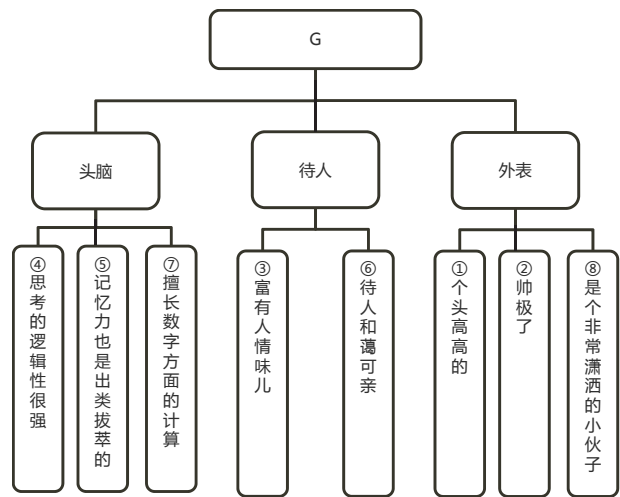 G
头脑
待人
外表
④思考的逻辑性很强
⑤记忆力也是出类拔萃的
⑦擅长数字方面的计算
③富有人情味儿
⑥待人和蔼可亲
①个头高高的
②帅极了
⑧是个非常潇洒的小伙子